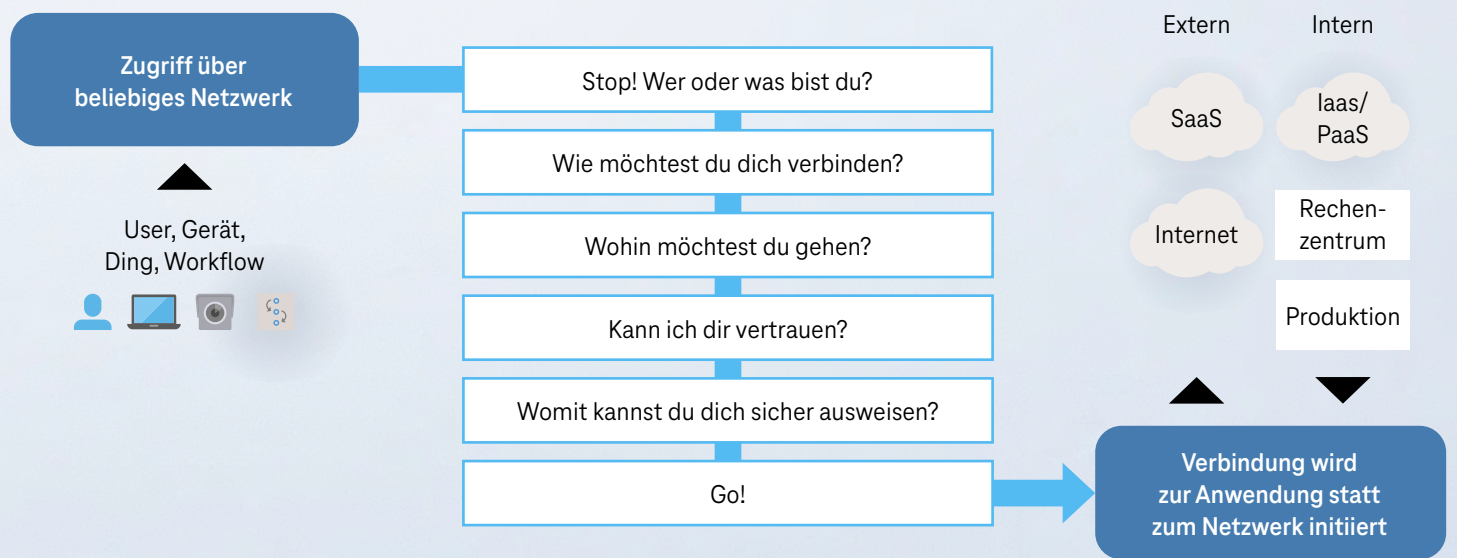 Zugriff über
beliebiges Netzwerk
User, Gerät,
Ding, Workflow
Stop! Wer oder was bist du?
Wie möchtest du dich verbinden?
Wohin möchtest du gehen?
Kann ich dir vertrauen?
Womit kannst du dich sicher ausweisen?
Go!
Extern
Intern
SaaS
Iaas/
PaaS
Internet
Rechen-
zentrum
Produktion
Verbindung wird
zur Anwendung statt
zum Netzwerk initiiert